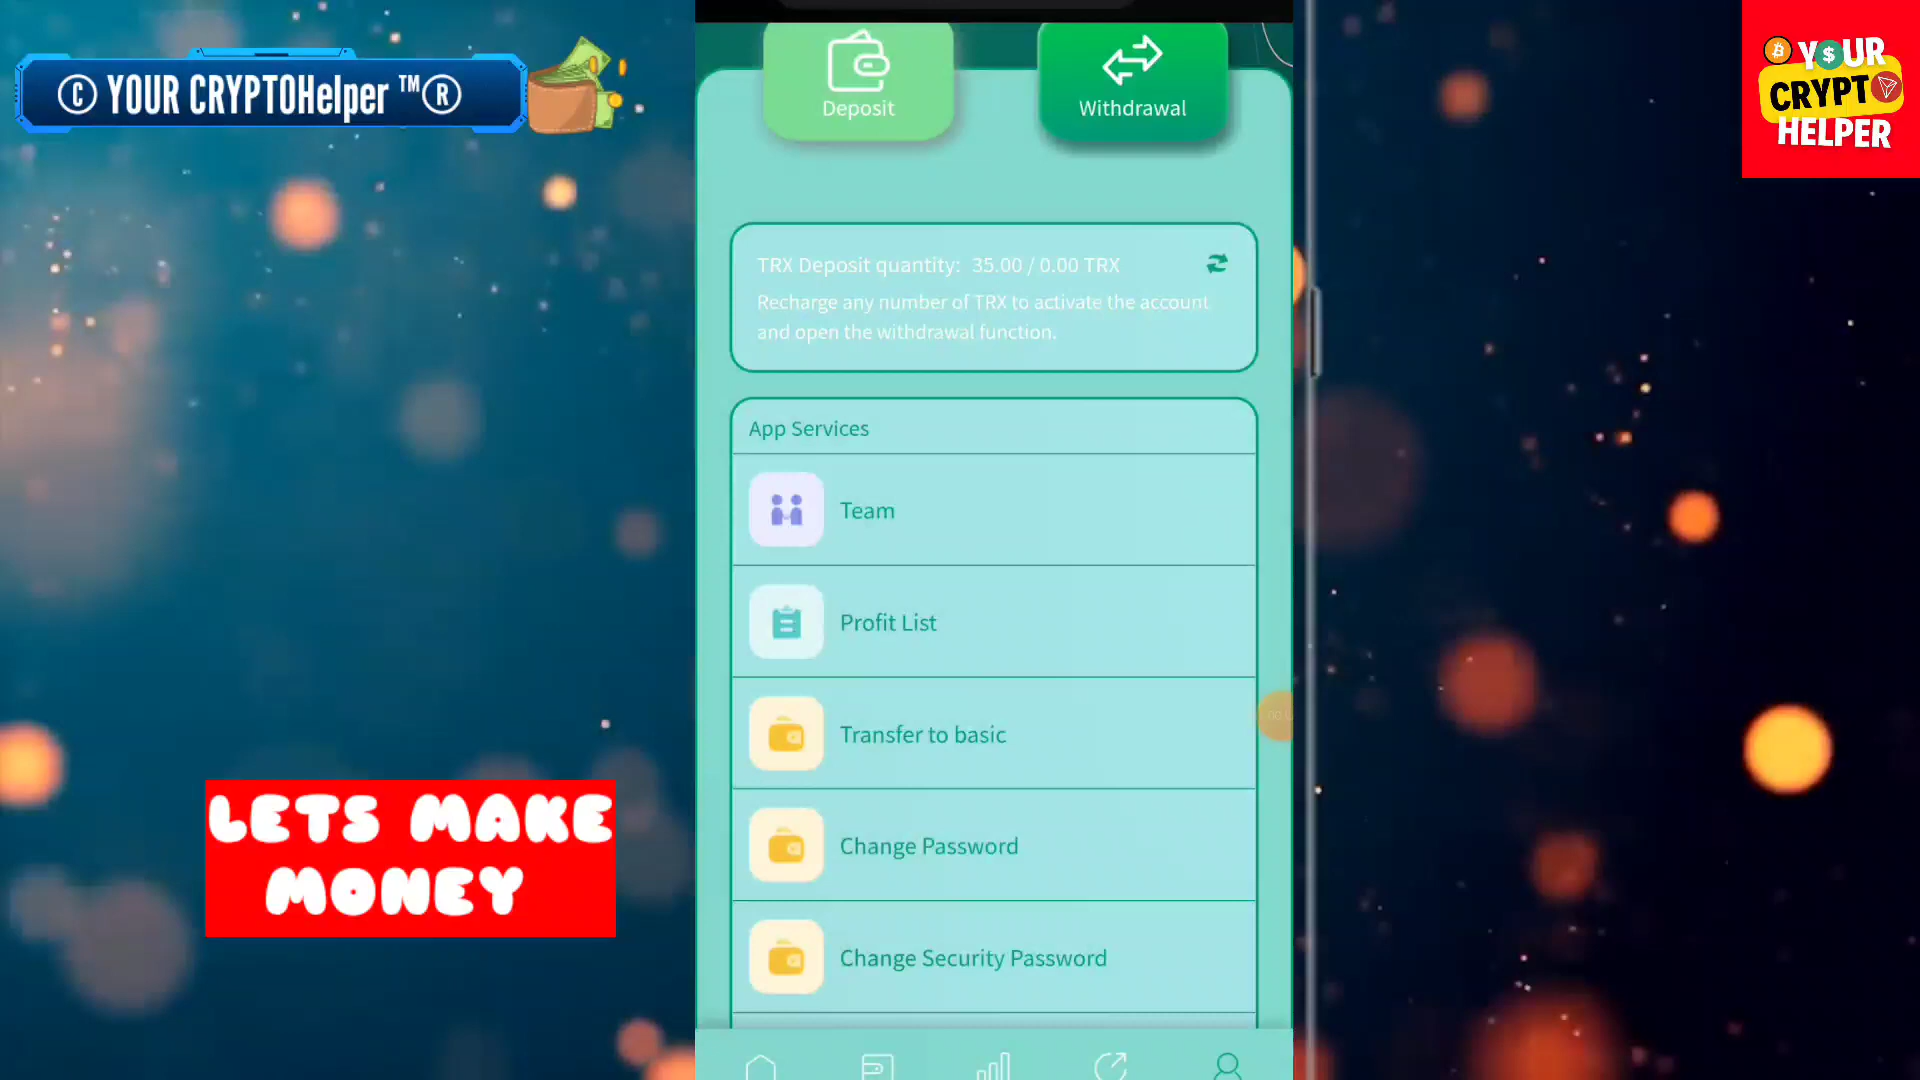 © YOUR CRYPTOHelper ™®
YOUR
CRYPT
HELPER
Deposit
Withdrawal
TRX Deposit quantity: 35.00 / 0.00 TRX
Recharge any number of TRX to activate the account
and open the withdrawal function.
App Services
Team
Profit List
Transfer to basic
Change Password
Change Security Password
LETS MAKE
MONEY